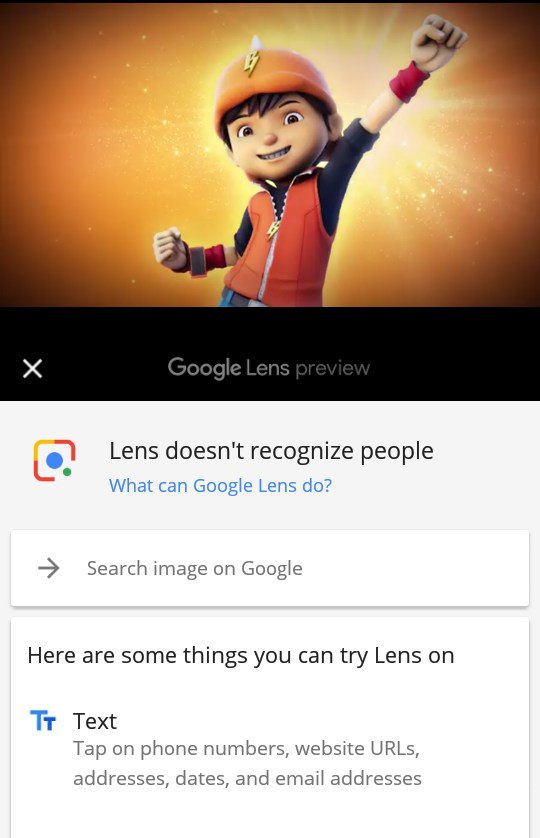 Google Lens preview
Lens doesn't recognize people
What can Google Lens do?
Search image on Google
Here are some things you can try Lens on
Text
Tap on phone numbers, website URLs,
addresses, dates, and email addresses